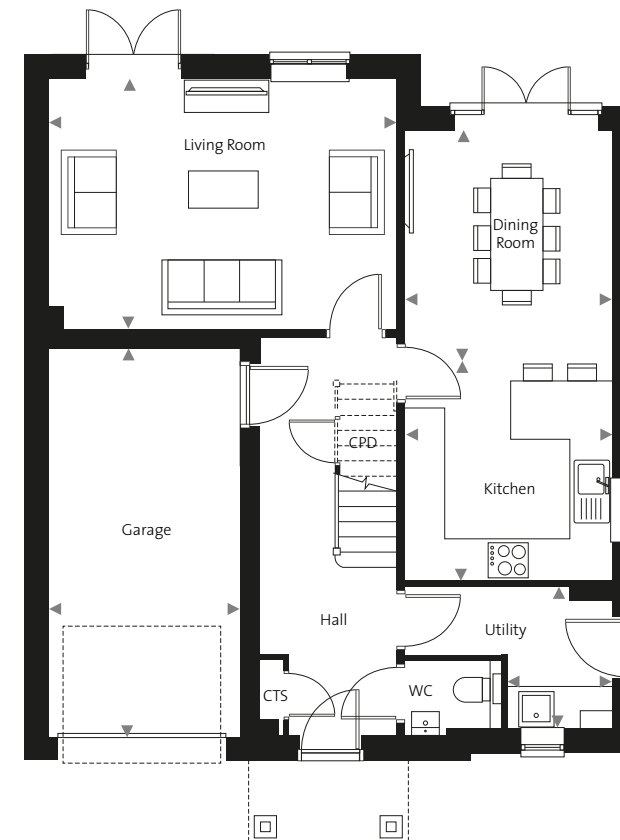 Living Room
Dining
Room
CPD
Kitchen
Garage
Hall
Utility
CTS
WC